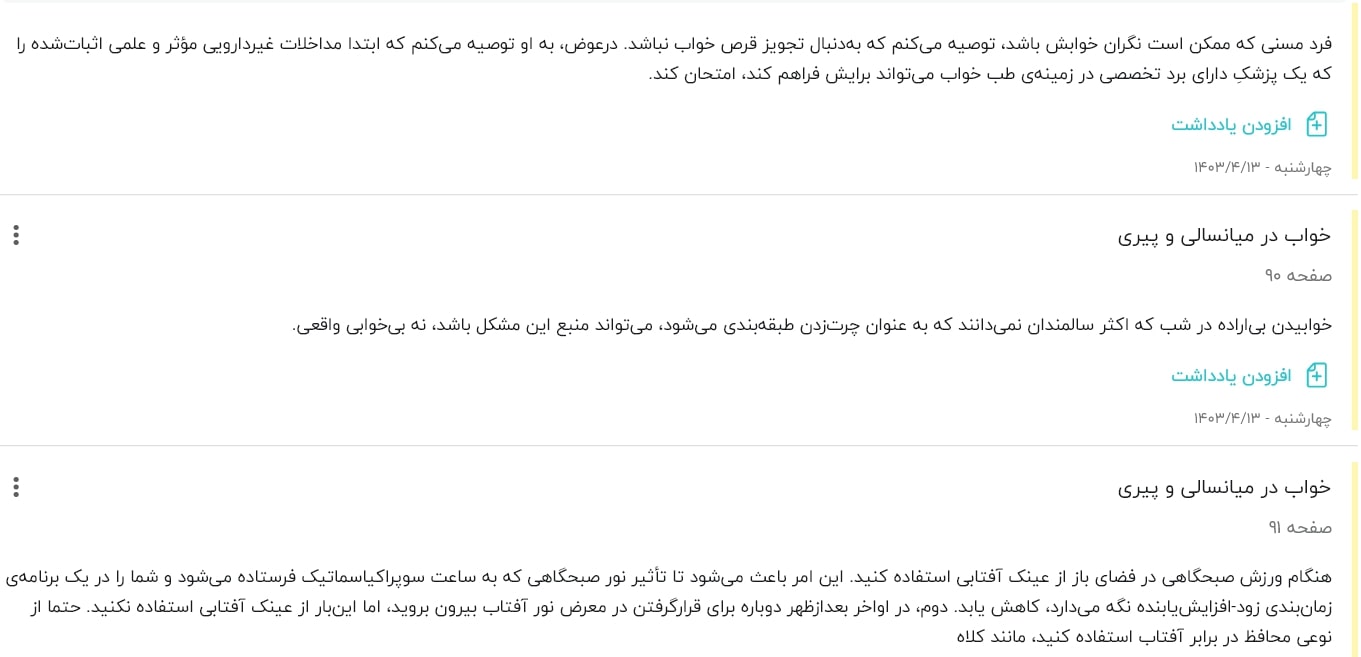 فرد مسنی که ممکن است نگران خوابش باشد، توصیه می‌کنم که به‌دنبال تجویز قرص خواب نباشد. درعوض، به او توصیه می‌کنم که ابتدا مداخلات غیردارویی مؤثر و علمی اثبات‌شده را
که یک پزشکِ دارای برد تخصصی در زمینه‌ی طب خواب می‌تواند برایش فراهم کند، امتحان کند.
افزودن یادداشت
چهارشنبه - ۱۴۰۳/۴/۱۳
خواب در میانسالی و پیری
صفحه ۹۰
خوابیدن بی‌اراده در شب که اکثر سالمندان نمی‌دانند که به عنوان چرت‌زدن طبقه‌بندی می‌شود، می‌تواند منبع این مشکل باشد، نه بی‌خوابی واقعی.
افزودن یادداشت
چهارشنبه - ۱۴۰۳/۴/۱۳
خواب در میانسالی و پیری
صفحه ۹۱
هنگام ورزش صبحگاهی در فضای باز از عینک آفتابی استفاده کنید. این امر باعث می‌شود تا تأثیر نور صبحگاهی که به ساعت سوپراکیاسماتیک فرستاده می‌شود و شما را در یک برنامه‌ی
زمان‌بندی زود-افزایش‌یابنده نگه می‌دارد، کاهش یابد. دوم، در اواخر بعدازظهر دوباره برای قرارگرفتن در معرض نور آفتاب بیرون بروید، اما این‌بار از عینک آفتابی استفاده نکنید. حتما از
نوعی محافظ در برابر آفتاب استفاده کنید، مانند کلاه